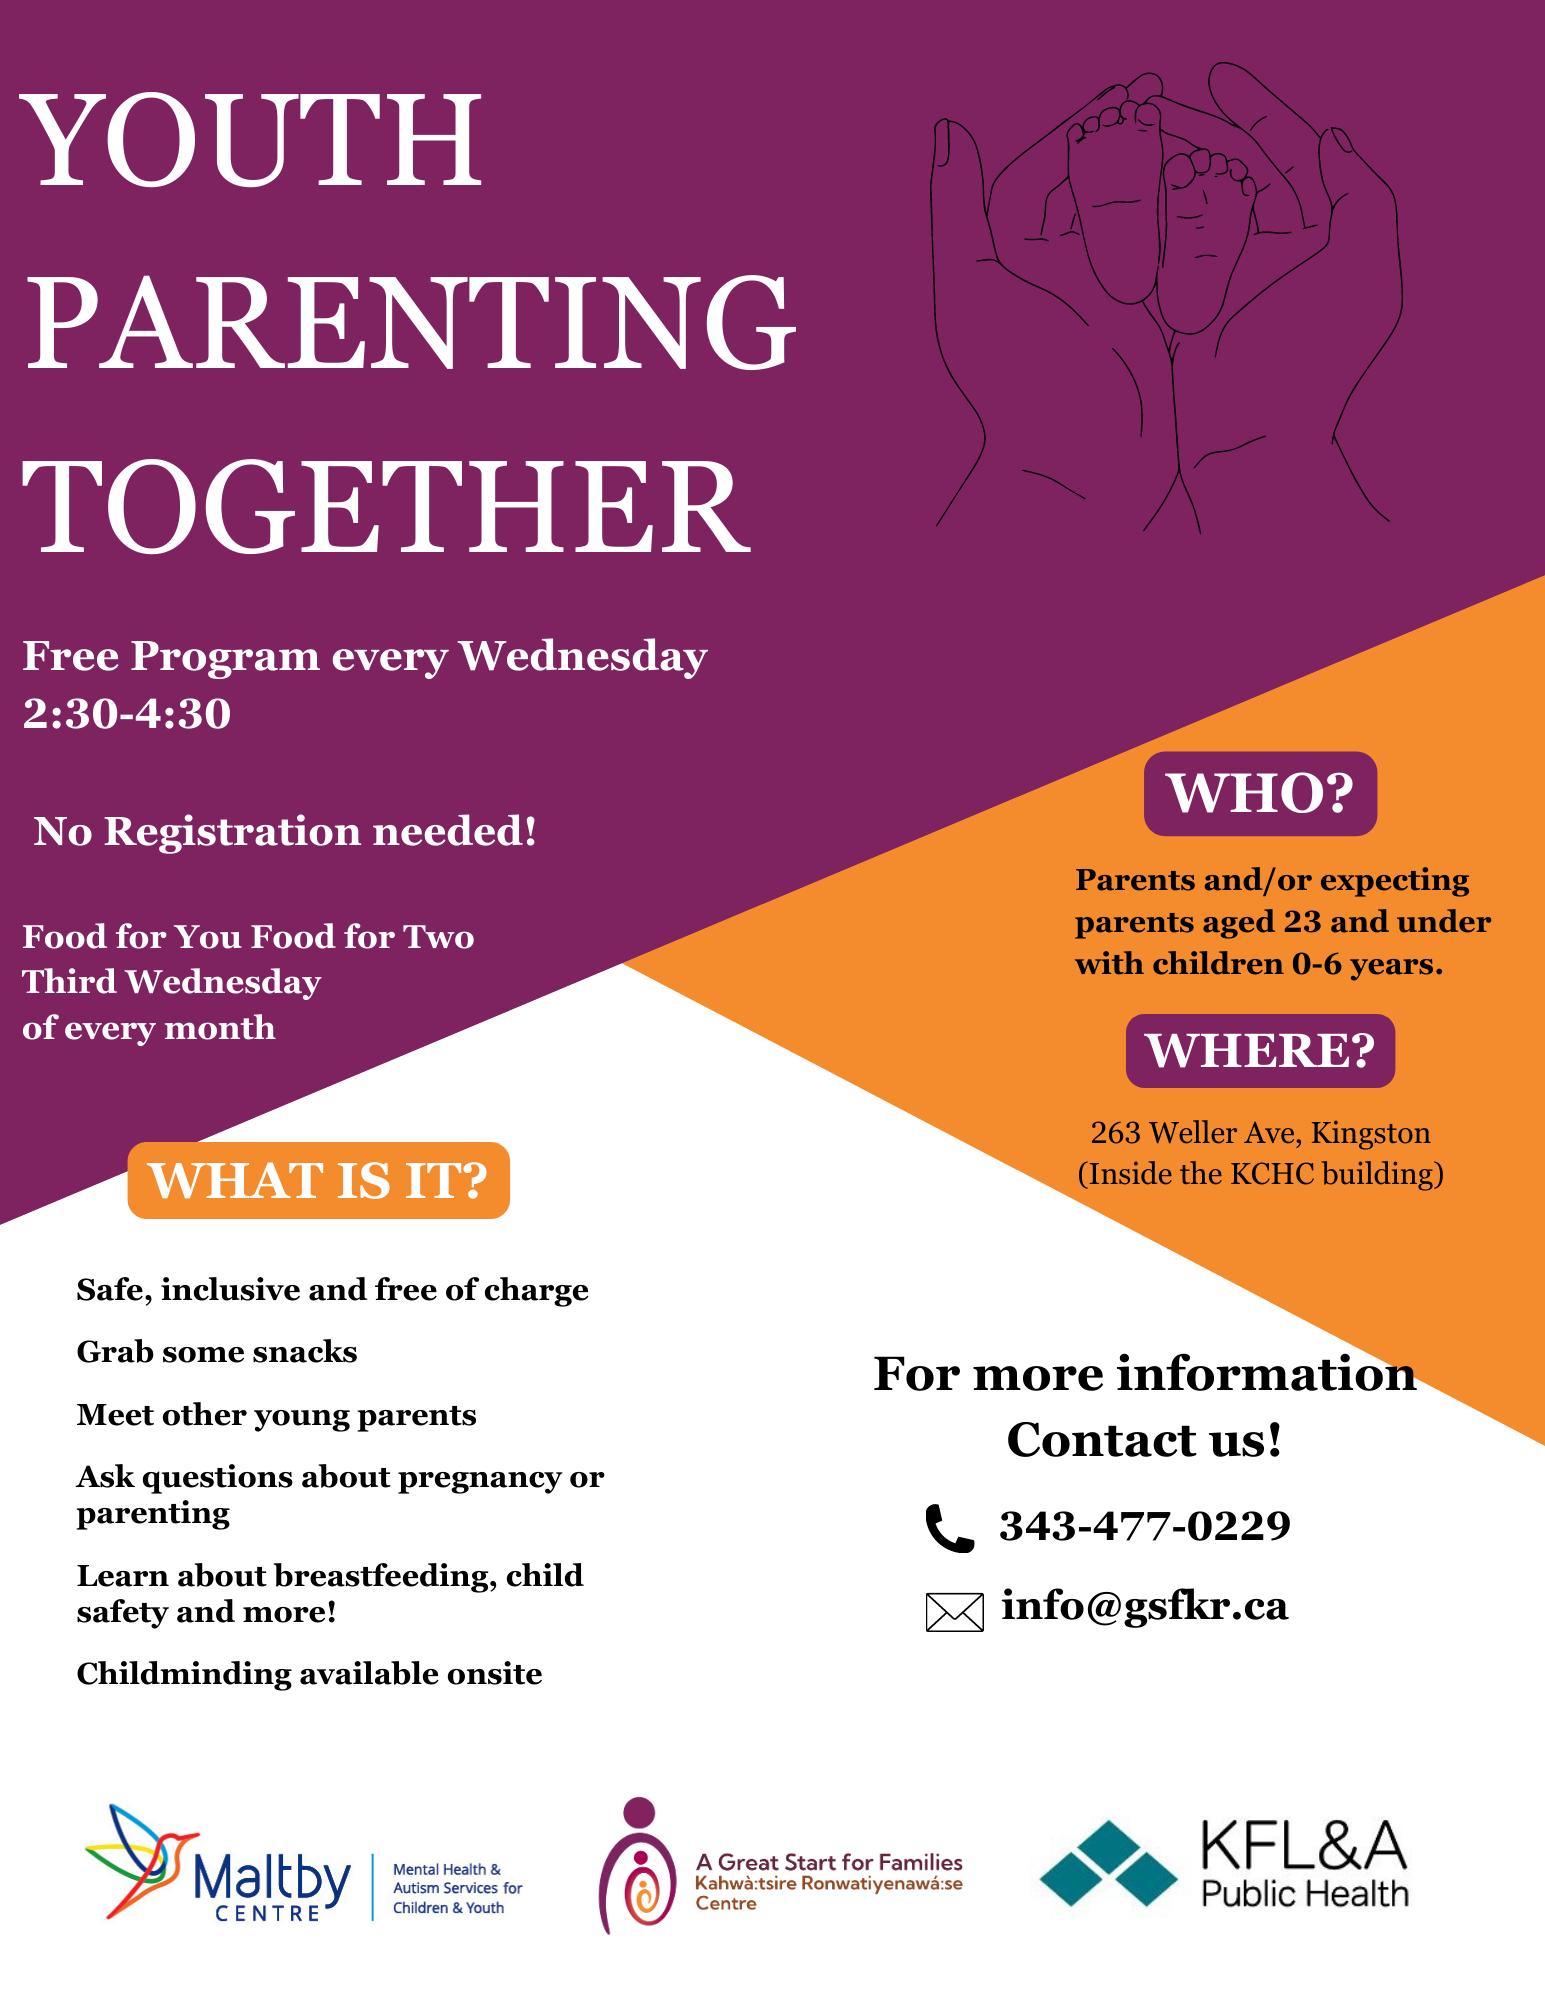 YOUTH
PARENTING
TOGETHER
Free Program every Wednesday
2:30-4:30
No Registration needed!
Food for You Food for Two
Third Wednesday
of every month
WHO?
Parents and/or expecting
parents aged 23 and under
with children 0-6 years.
WHERE?
263 Weller Ave, Kingston
(Inside the KCHC building)
WHAT IS IT?
Safe, inclusive and free of charge
Grab some snacks
Meet other young parents
Ask questions about pregnancy or
parenting
Learn about breastfeeding, child
safety and more!
Childminding available onsite
For more information
Contact us!
343-477-0229
info@gsfkr.ca
Maltby
CENTRE
Mental Health &
Autism Services for
Children & Youth
A Great Start for Families
Kahwà:tsire Ronwatiyenawá:se
Centre
KFL&A
Public Health